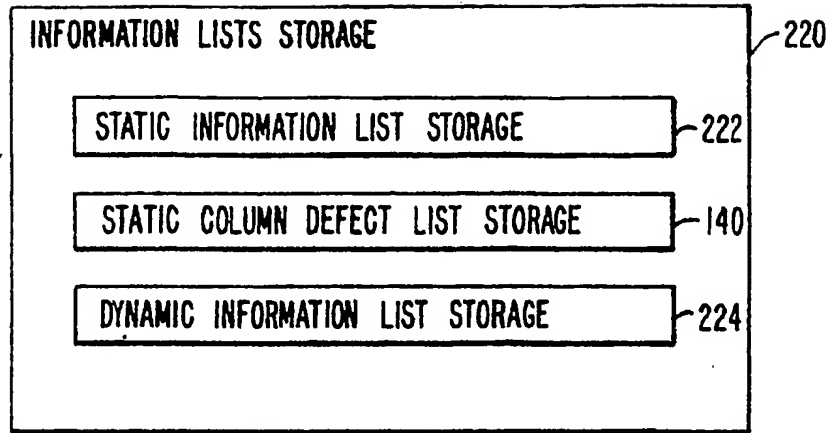 INFORMATION LISTS STORAGE
220
STATIC INFORMATION LIST STORAGE
222
STATIC COLUMN DEFECT LIST STORAGE
140
DYNAMIC INFORMATION LIST STORAGE
224